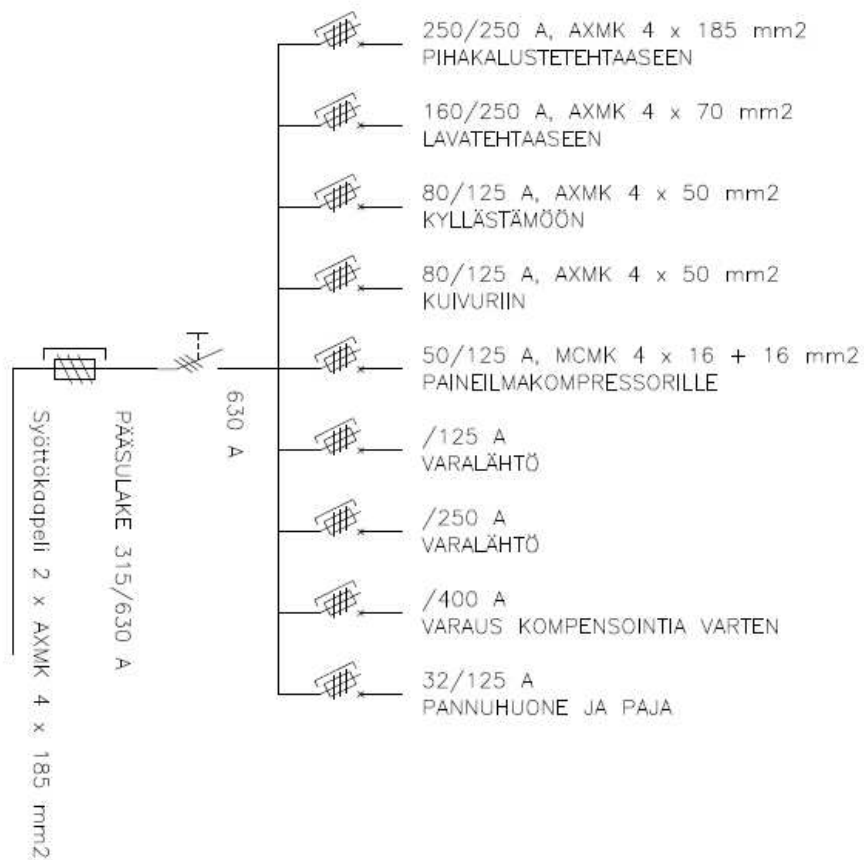 250/250 A, AXMK 4 x 185 mm2
PIHAKALUSTETEHTAASEEN
160/250 A, AXMK 4 x 70 mm2
LAVATEHTAASEEN
80/125 A, AXMK 4 x 50 mm2
KYLLÄSTÄMÖÖN
80/125 A, AXMK 4 x 50 mm2
KUIVURIIN
50/125 A, MCMK 4 x 16 + 16 mm2
PAINEILMAKOMPRESSORILLE
/125 A
VARALÄHTÖ
/250 A
VARALÄHTÖ
/400 A
VARAUS KOMPENSOINTIA VARTEN
32/125 A
PANNUHUONE JA PAJA
630 A
PÄÄSULAKE 315/630 A
Syöttökaapeli 2 x AXMK 4 x 185 mm2